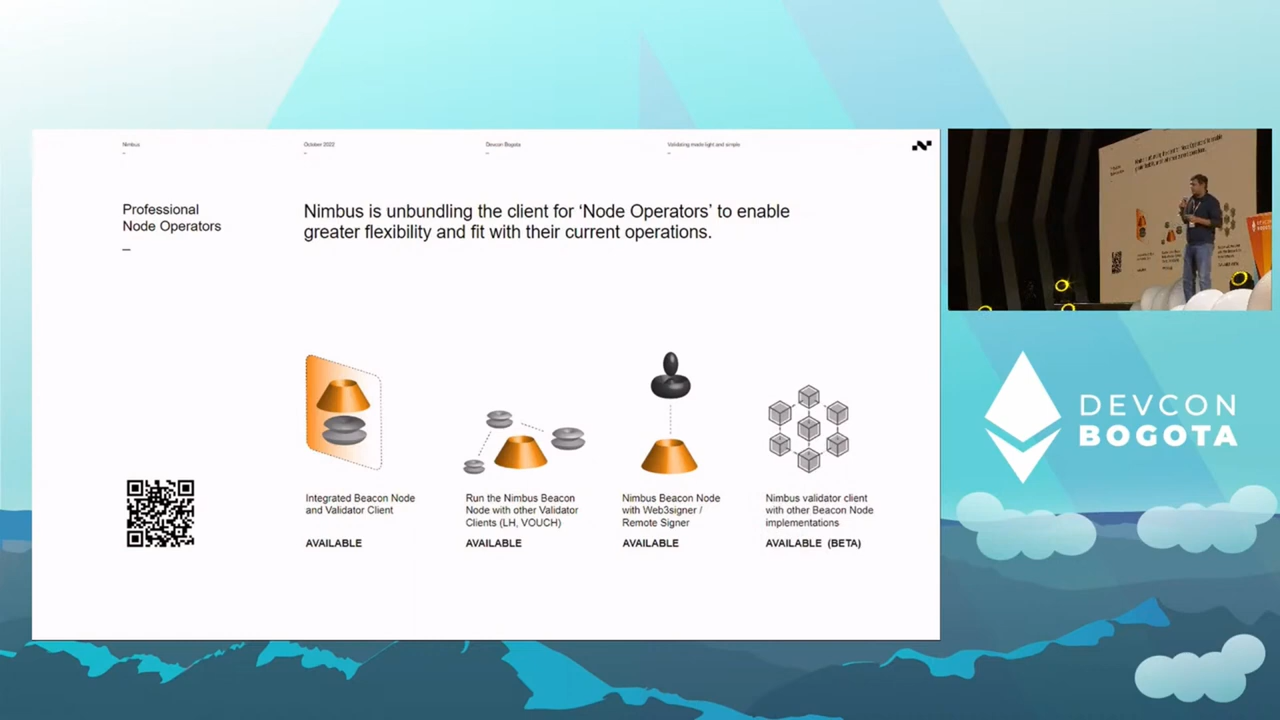 Nimbus
October 2022
Devcon Bogota
Validating made light and simple
Professional
Node Operators
Nimbus is unbundling the client for ‘Node Operators’ to enable
greater flexibility and fit with their current operations.
Integrated Beacon Node
and Validator Client
AVAILABLE
Run the Nimbus Beacon
Node with other Validator
Clients (LH, VOUCH)
AVAILABLE
Nimbus Beacon Node
with Web3signer /
Remote Signer
AVAILABLE
Nimbus validator client
with other Beacon Node
implementations
AVAILABLE (BETA)
DEVCON
BOGOTA